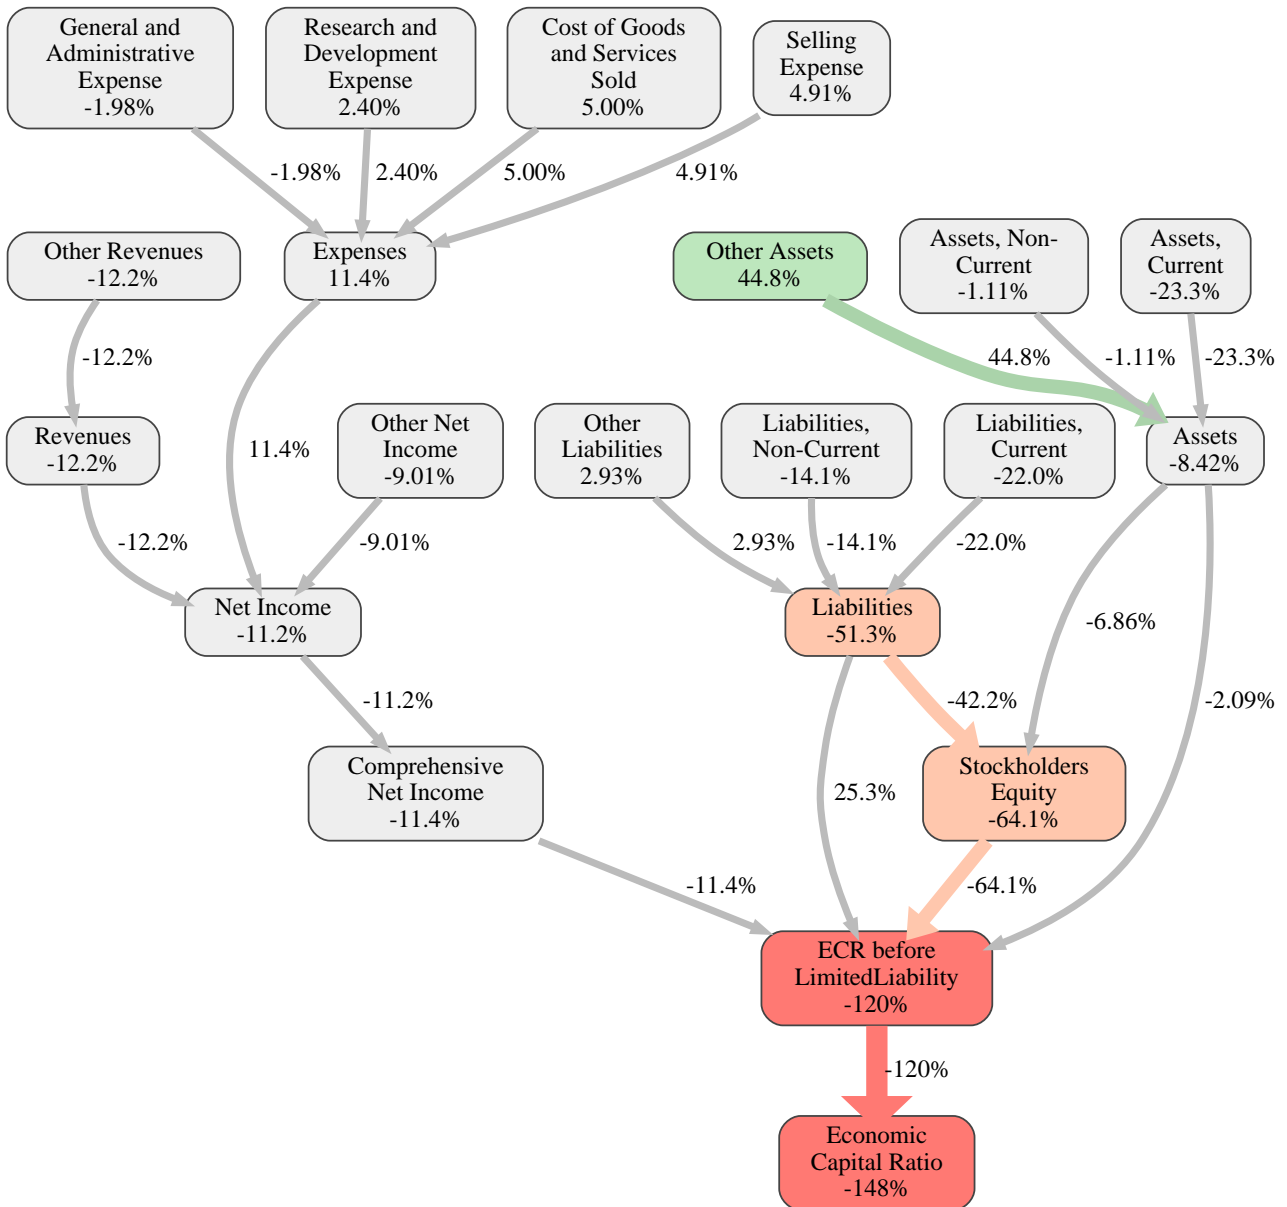 General and
Administrative
Expense
-1.98%
Research and
Development
Expense
2.40%
Cost of Goods
and Services
Sold
5.00%
Selling
Expense
4.91%
-1.98%
2.40%
5.00%
4.91%
Other Revenues
-12.2%
Expenses
11.4%
Other Assets
44.8%
Assets, Non-
Current
-1.11%
Assets,
Current
-23.3%
-12.2%
44.8%
-1.11%
-23.3%
Revenues
-12.2%
11.4%
Other Net
Income
-9.01%
Other
Liabilities
2.93%
Liabilities,
Non-Current
-14.1%
Liabilities,
Current
-22.0%
Assets
-8.42%
-12.2%
-9.01%
2.93%
-14.1%
-22.0%
Net Income
-11.2%
Liabilities
-51.3%
-6.86%
-11.2%
-42.2%
-2.09%
Comprehensive
Net Income
-11.4%
25.3%
Stockholders
Equity
-64.1%
-11.4%
-64.1%
ECR before
LimitedLiability
-120%
-120%
Economic
Capital Ratio
-148%